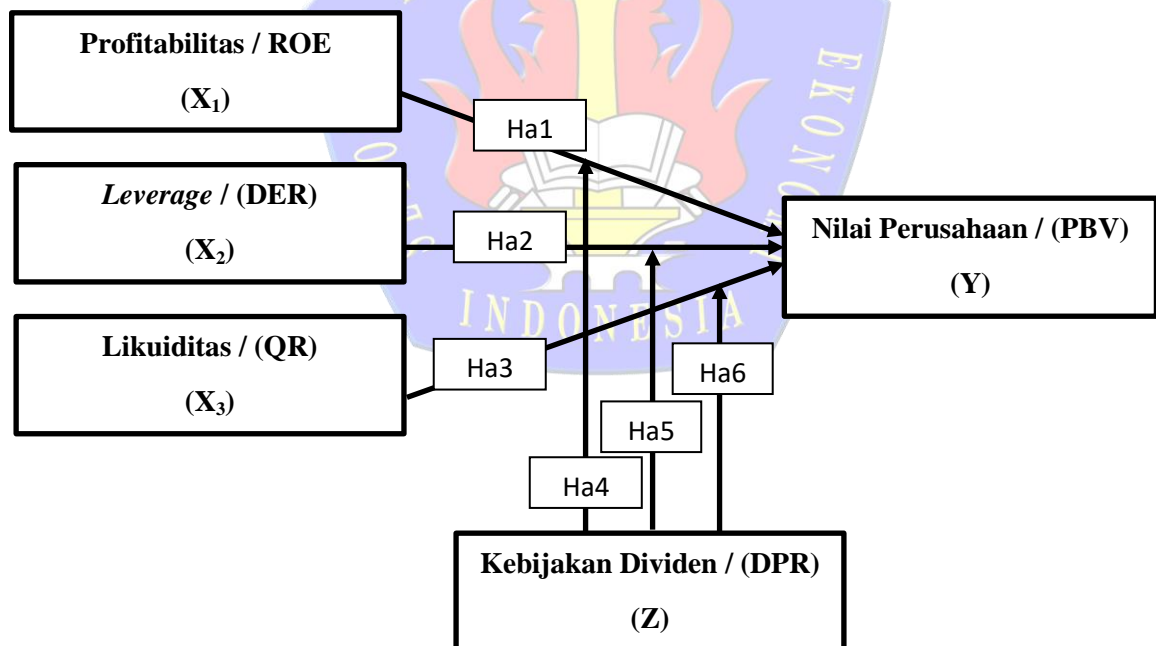 Profitabilitas / ROE
(X₁)
Ha1
Leverage / (DER)
(X₂)
Ha2
Nilai Perusahaan / (PBV)
(Y)
Likuiditas / (QR)
(X₃)
Ha3
Ha6
Ha5
Ha4
Kebijakan Dividen / (DPR)
(Z)
INDONESIA
EKONOM